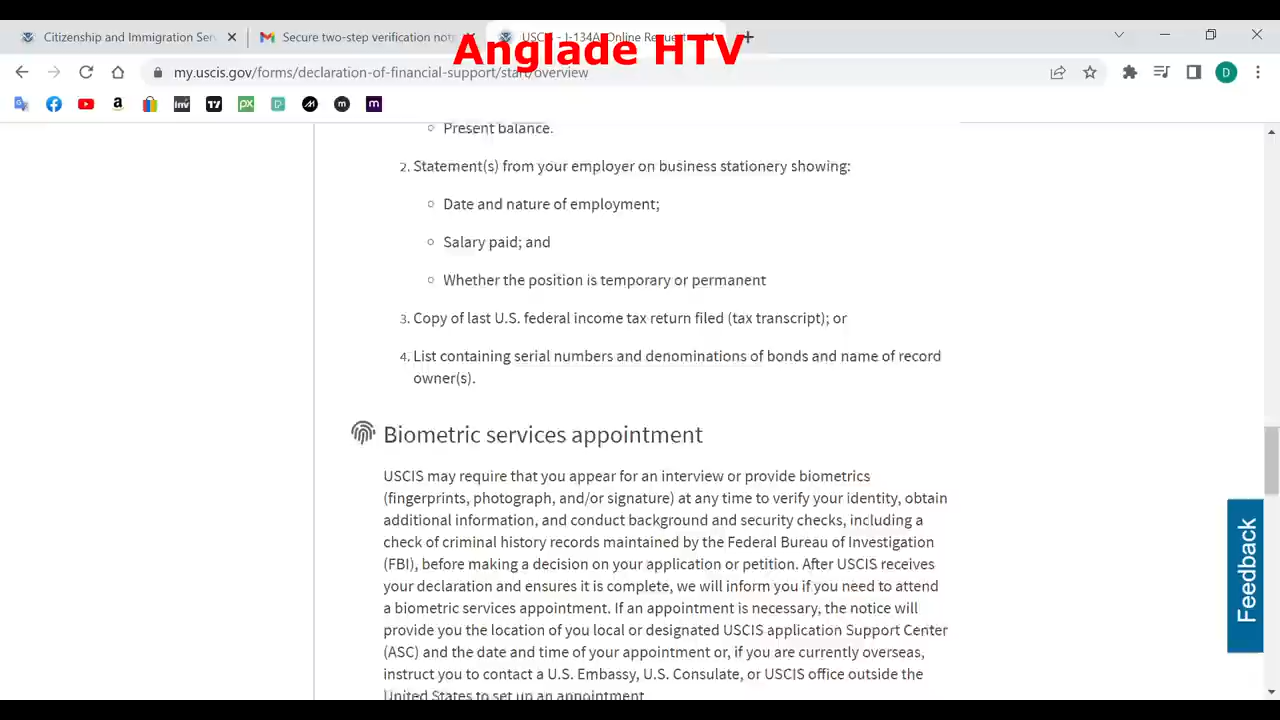 Citizenship and Immigration Ser
Secure two-step verification not
USCIS - I-134A Online Reque
Anglade HTV
my.uscis.gov/forms/declaration-of-financial-support/start/overview
D
Present balance.
2. Statement(s) from your employer on business stationery showing:
Date and nature of employment;
Salary paid; and
Whether the position is temporary or permanent
3. Copy of last U.S. federal income tax return filed (tax transcript); or
4. List containing serial numbers and denominations of bonds and name of record
owner(s).
Biometric services appointment
USCIS may require that you appear for an interview or provide biometrics
(fingerprints, photograph, and/or signature) at any time to verify your identity, obtain
additional information, and conduct background and security checks, including a
check of criminal history records maintained by the Federal Bureau of Investigation
(FBI), before making a decision on your application or petition. After USCIS receives
your declaration and ensures it is complete, we will inform you if you need to attend
a biometric services appointment. If an appointment is necessary, the notice will
provide you the location of you local or designated USCIS application Support Center
(ASC) and the date and time of your appointment or, if you are currently overseas,
instruct you to contact a U.S. Embassy, U.S. Consulate, or USCIS office outside the
United States to set up an appointment
Feedback